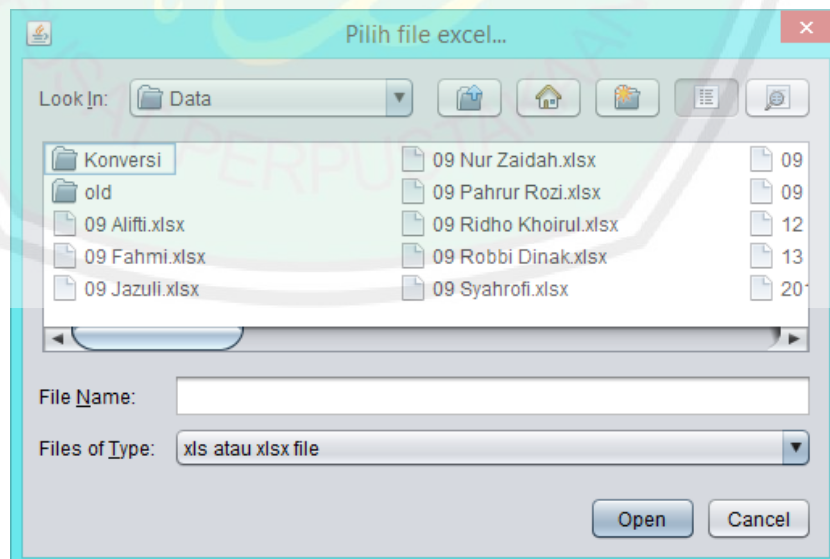 Pilih file excel...
Look In: Data
Konversi
old
09 Alifti.xlsx
09 Fahmi.xlsx
09 Jazuli.xlsx
09 Nur Zaidah.xlsx
09 Pahrur Rozi.xlsx
09 Ridho Khoirul.xlsx
09 Robbi Dinak.xlsx
09 Syahrofi.xlsx
09
09
12
13
201
File Name:
Files of Type: xls atau xlsx file
Open Cancel